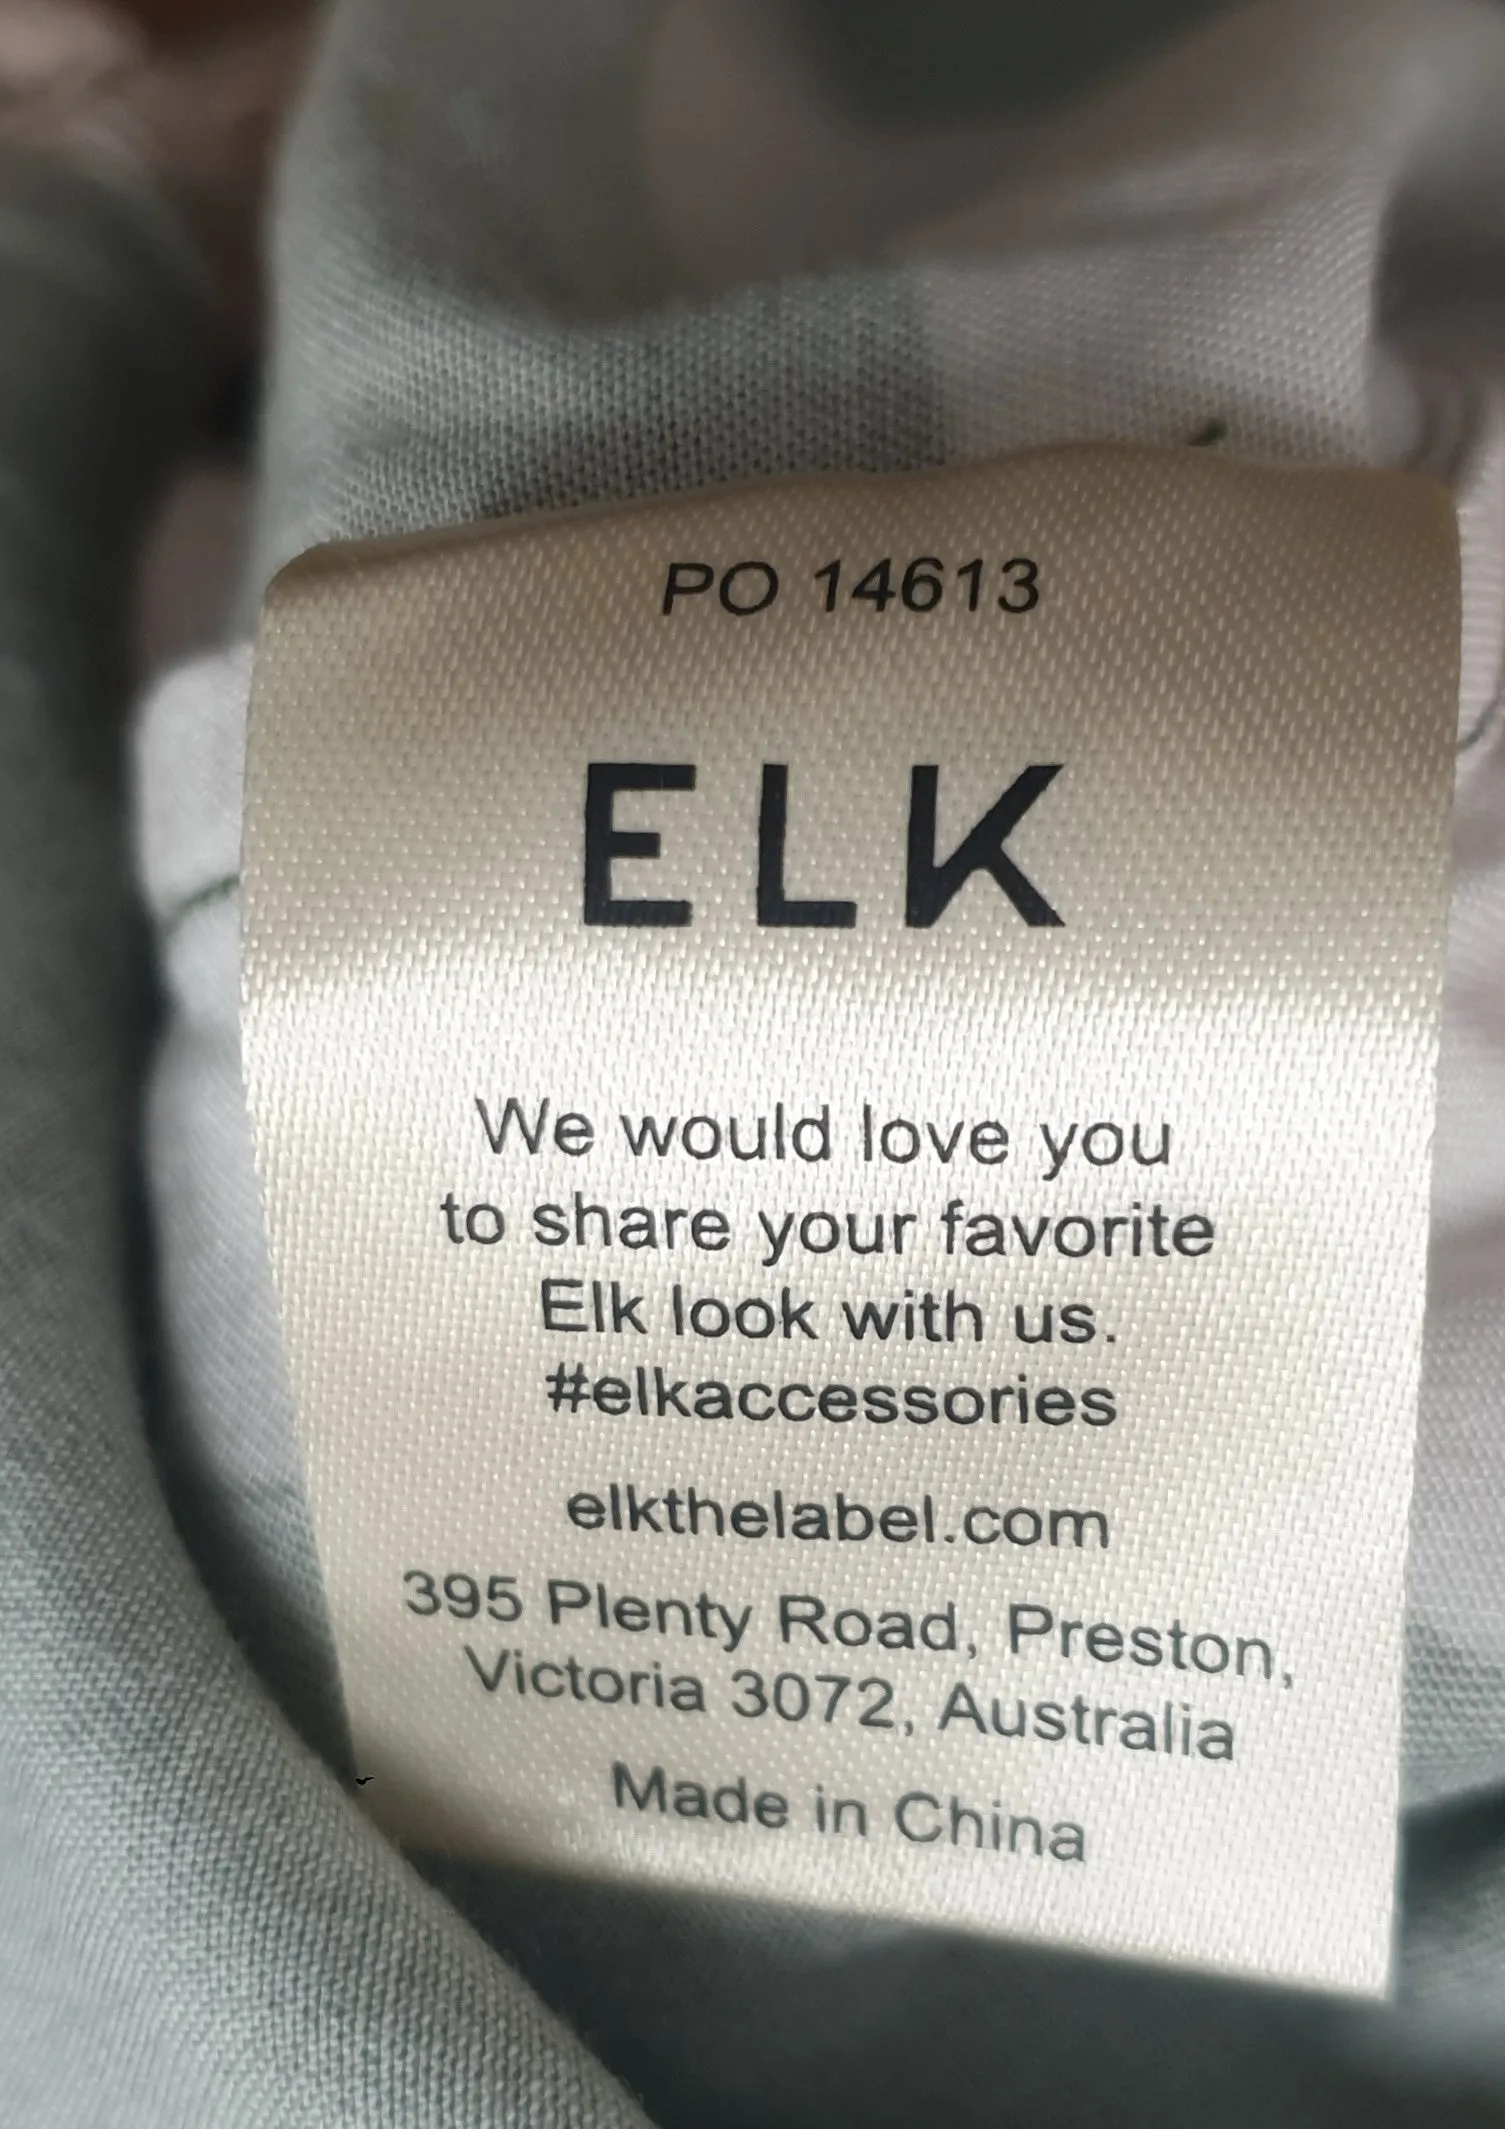 PO 14613
ELK
We would love you
to share your favorite
Elk look with us.
#elkaccessories
elkthelabel.com
395 Plenty Road, Preston,
Victoria 3072, Australia
Made in China